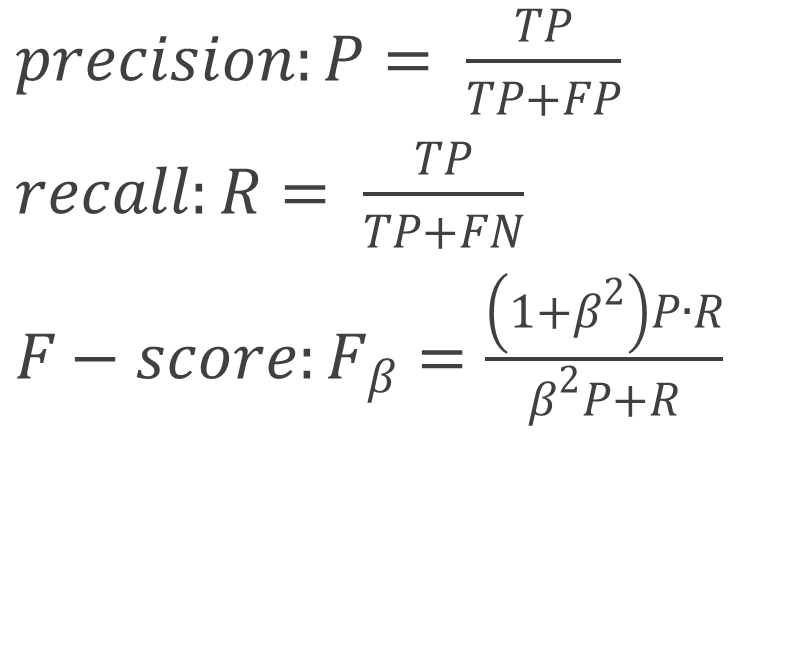 precision: P = TP / TP+FP
recall: R = TP / TP+FN
F − score: F_β = (1+β²)P·R / β²P+R